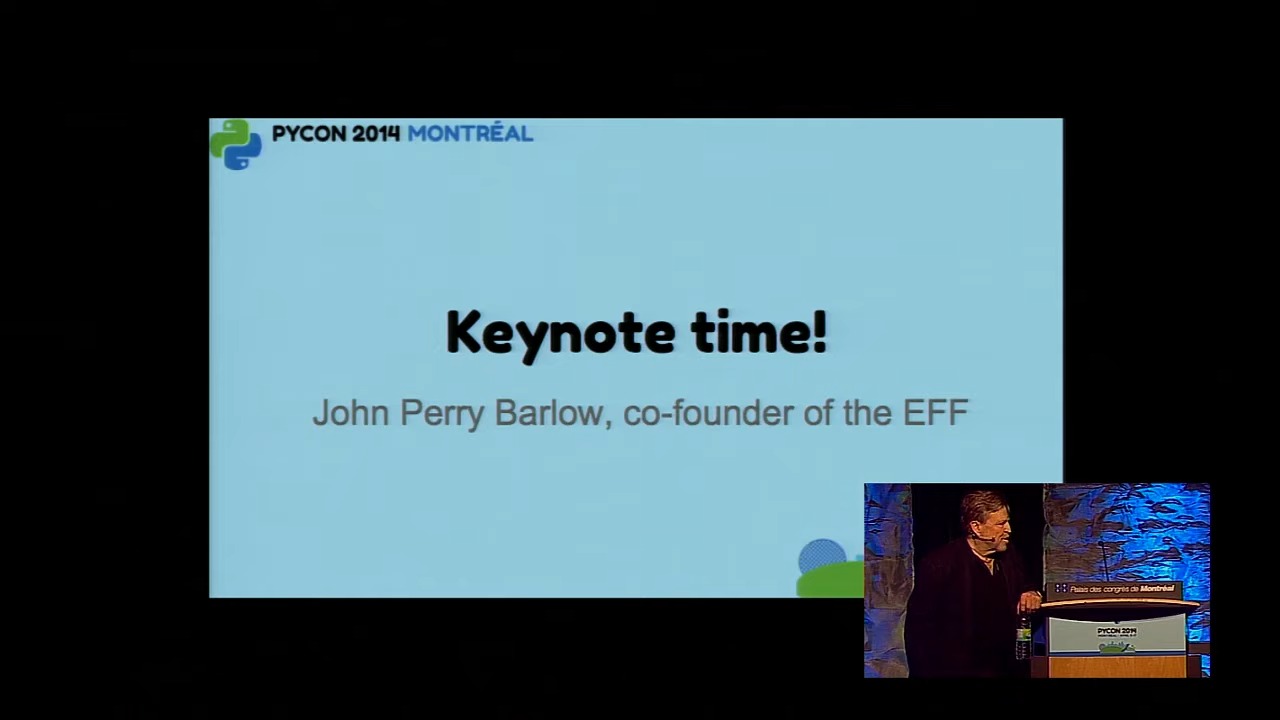 PYCON 2014 MONTRÉAL
Keynote time!
John Perry Barlow, co-founder of the EFF
Palais des congrès de Montréal
PYCON 2014